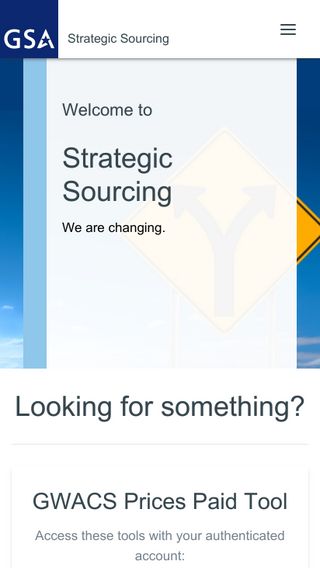 GSA
Strategic Sourcing
Welcome to
Strategic
Sourcing
We are changing.
Looking for something?
GWACS Prices Paid Tool
Access these tools with your authenticated
account: